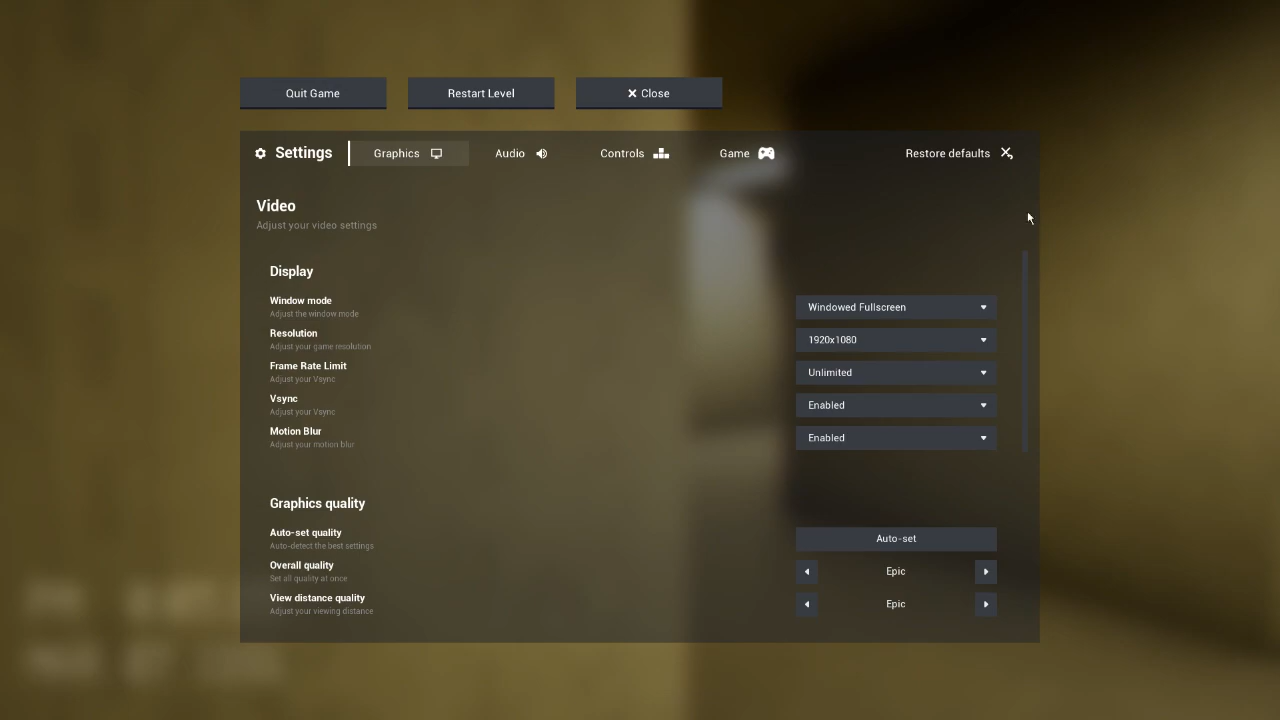 Quit Game
Restart Level
Close
Settings
Graphics
Audio
Controls
Game
Restore defaults
Video
Adjust your video settings
Display
Window mode
Windowed Fullscreen
Adjust the window mode
Resolution
1920x1080
Adjust your game resolution
Frame Rate Limit
Unlimited
Adjust your Vsync
Vsync
Enabled
Adjust your Vsync
Motion Blur
Enabled
Adjust your motion blur
Graphics quality
Auto-set quality
Auto-set
Auto-detect the best settings
Overall quality
Epic
Set all quality at once
View distance quality
Epic
Adjust your viewing distance